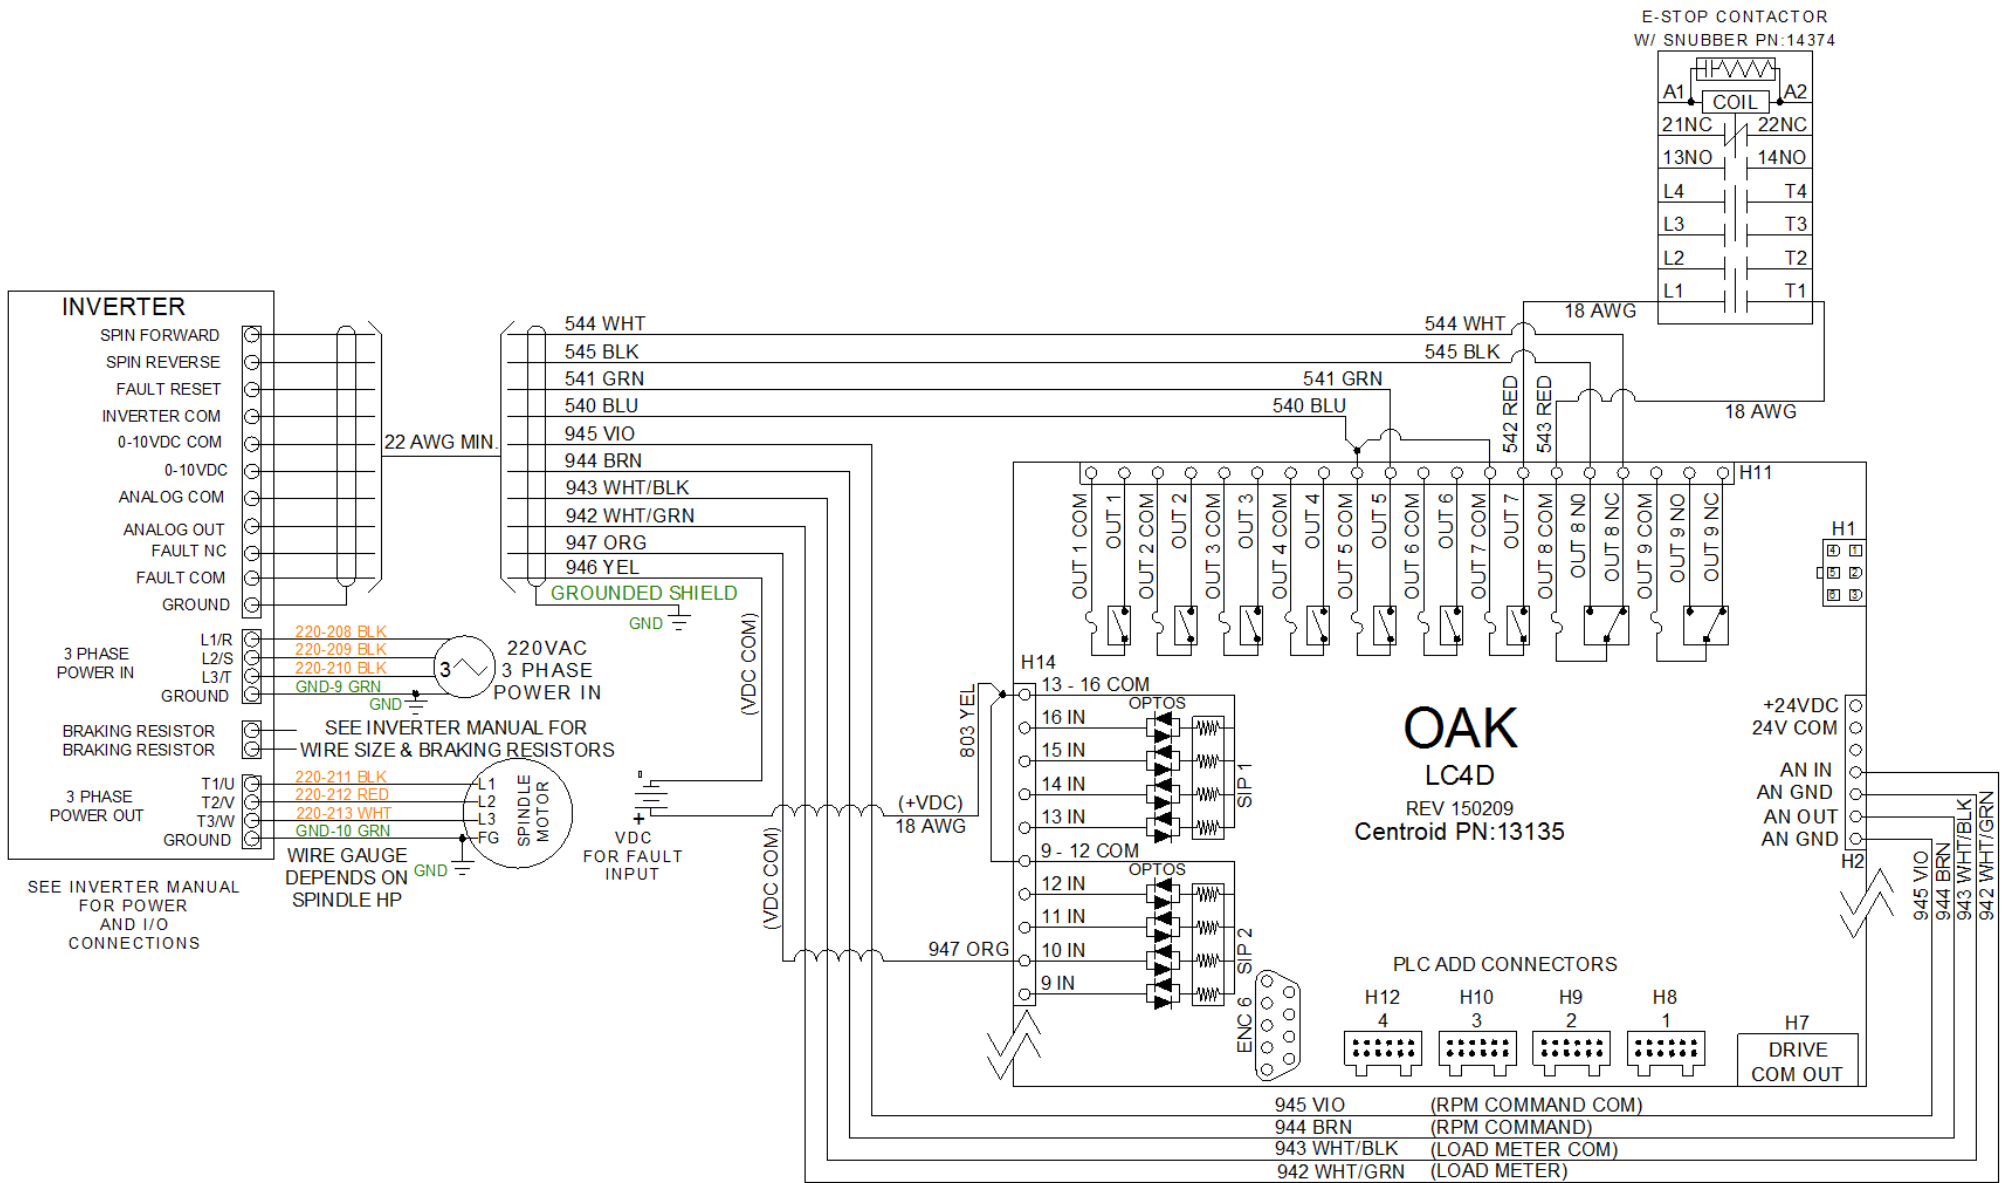 E-STOP CONTACTOR
W/ SNUBBER PN:14374
A1
COIL
A2
21NC
22NC
13NO
14NO
L4
T4
L3
T3
L2
T2
L1
T1
18 AWG
18 AWG
INVERTER
SPIN FORWARD
SPIN REVERSE
FAULT RESET
INVERTER COM
0-10VDC COM
0-10VDC
ANALOG COM
ANALOG OUT
FAULT NC
FAULT COM
GROUND
22 AWG MIN.
544 WHT
545 BLK
541 GRN
540 BLU
945 VIO
944 BRN
943 WHT/BLK
942 WHT/GRN
947 ORG
946 YEL
GROUNDED SHIELD
GND
544 WHT
545 BLK
541 GRN
540 BLU
542 RED
543 RED
3 PHASE
POWER IN
L1/R
L2/S
L3/T
GROUND
220-208 BLK
220-209 BLK
220-210 BLK
GND-9 GRN
GND
3
220VAC
3 PHASE
POWER IN
BRAKING RESISTOR
BRAKING RESISTOR
SEE INVERTER MANUAL FOR
WIRE SIZE & BRAKING RESISTORS
3 PHASE
POWER OUT
T1/U
T2/V
T3/W
GROUND
220-211 BLK
220-212 RED
220-213 WHT
GND-10 GRN
L1
L2
L3
FG
SPINDLE
MOTOR
GND
WIRE GAUGE
DEPENDS ON
SPINDLE HP
SEE INVERTER MANUAL
FOR POWER
AND I/O
CONNECTIONS
+
VDC
FOR FAULT
INPUT
(VDC COM)
(VDC COM)
(+VDC)
18 AWG
803 YEL
947 ORG
H11
OUT 1 COM
OUT 1
OUT 2 COM
OUT 2
OUT 3 COM
OUT 3
OUT 4 COM
OUT 4
OUT 5 COM
OUT 5
OUT 6 COM
OUT 6
OUT 7 COM
OUT 7
OUT 8 COM
OUT 8 N0
OUT 8 NC
OUT 9 COM
OUT 9 NO
OUT 9 NC
H1
4 1
5 2
6 3
H14
13 - 16 COM
OPTOS
16 IN
15 IN
14 IN
13 IN
SIP 1
9 - 12 COM
OPTOS
12 IN
11 IN
10 IN
9 IN
SIP 2
ENC 6
OAK
LC4D
REV 150209
Centroid PN:13135
+24VDC
24V COM
AN IN
AN GND
AN OUT
AN GND
H2
945 VIO
944 BRN
943 WHT/BLK
942 WHT/GRN
PLC ADD CONNECTORS
H12
4
H10
3
H9
2
H8
1
H7
DRIVE
COM OUT
945 VIO (RPM COMMAND COM)
944 BRN (RPM COMMAND)
943 WHT/BLK (LOAD METER COM)
942 WHT/GRN (LOAD METER)